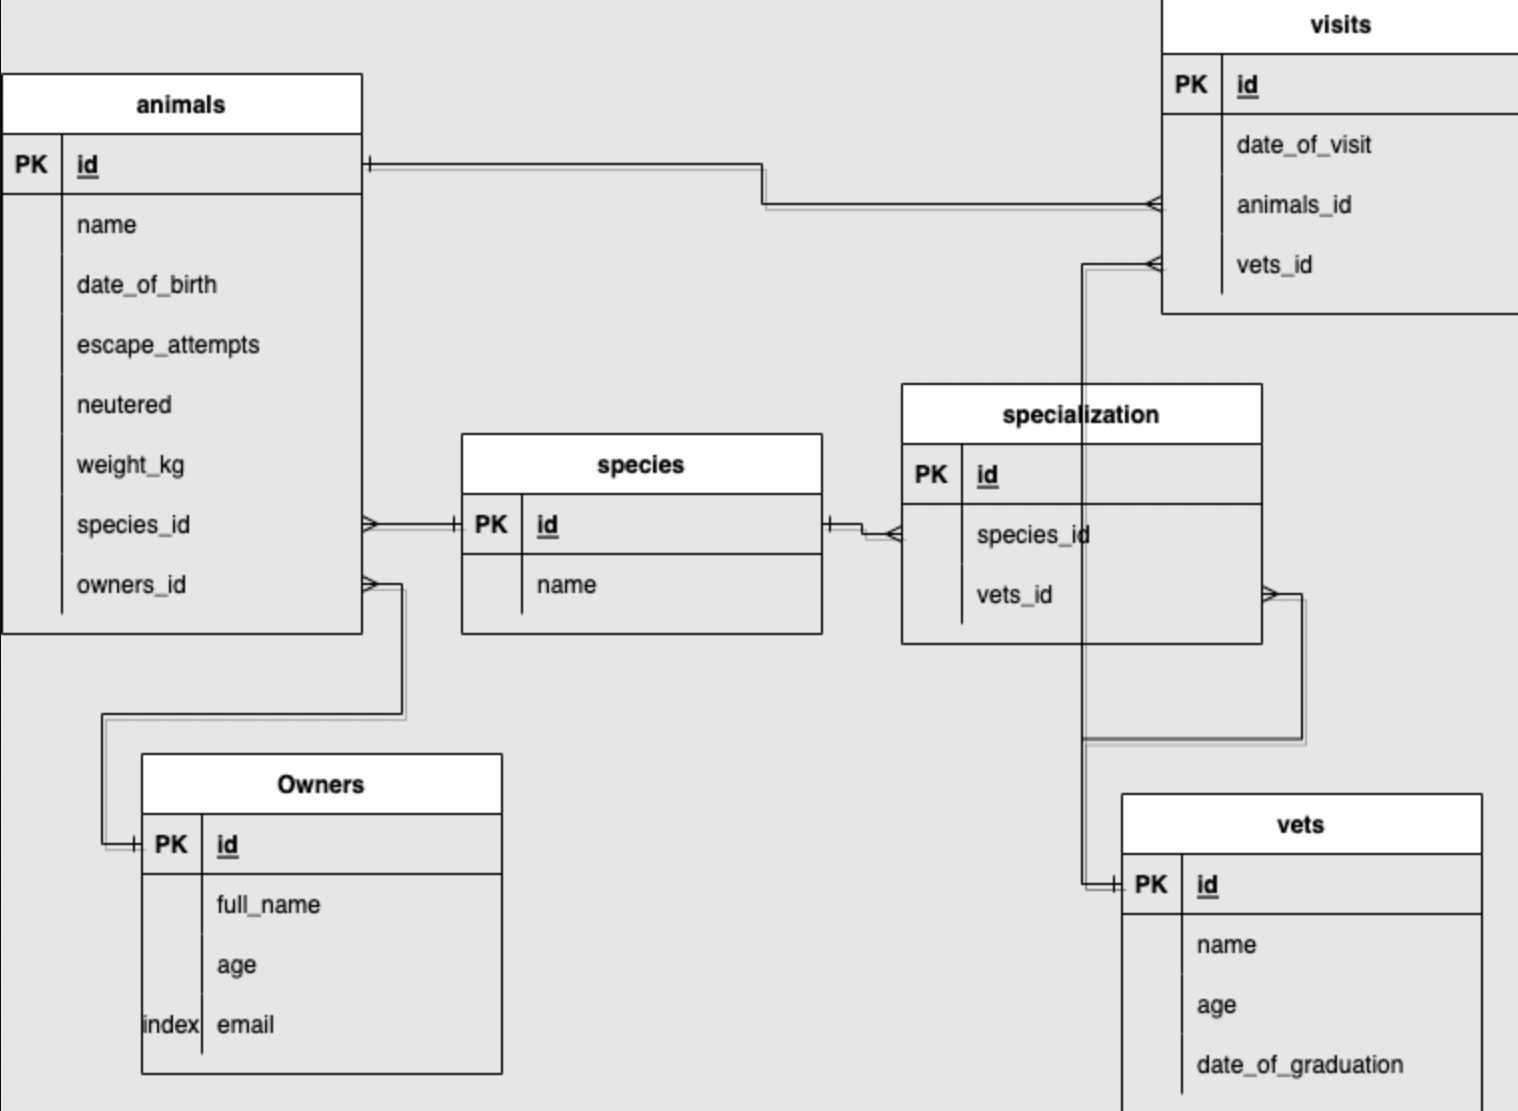 visits
PK id
date_of_visit
animals_id
vets_id
animals
PK id
name
date_of_birth
escape_attempts
neutered
weight_kg
species_id
owners_id
species
PK id
name
specialization
PK id
species_id
vets_id
Owners
PK id
full_name
age
index email
vets
PK id
name
age
date_of_graduation